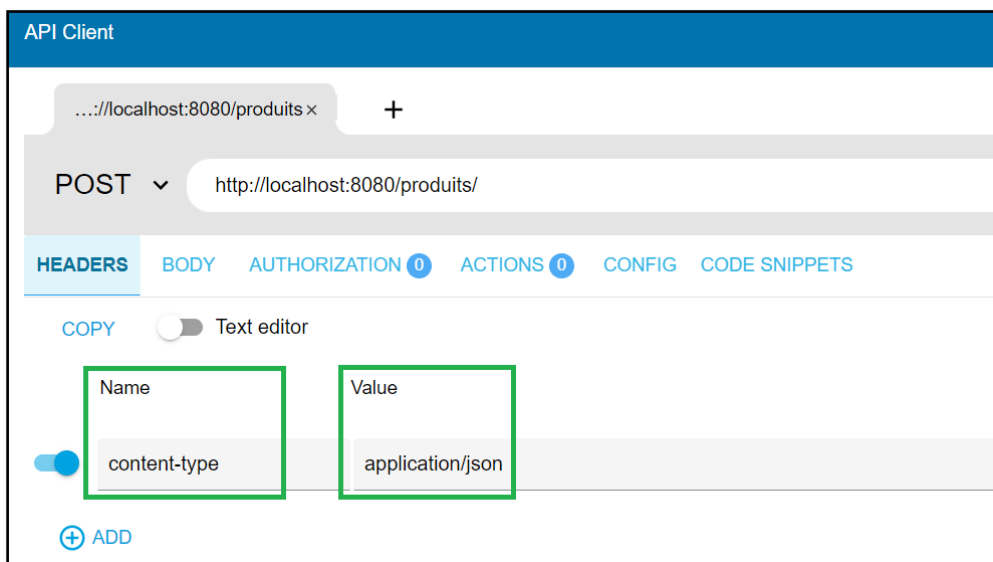 API Client
…://localhost:8080/produits ×
+
POST
http://localhost:8080/produits/
HEADERS BODY AUTHORIZATION 0 ACTIONS 0 CONFIG CODE SNIPPETS
COPY Text editor
Name Value
content-type application/json
ADD